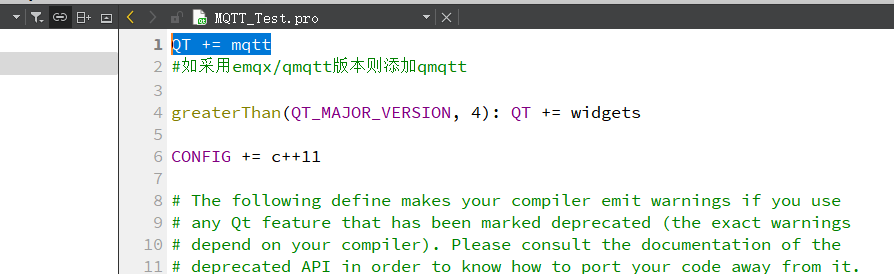 MQTT_Test.pro
1 QT += mqtt
2 #如采用emqx/qmqtt版本则添加qmqtt
3
4 greaterThan(QT_MAJOR_VERSION, 4): QT += widgets
5
6 CONFIG += c++11
7
8 # The following define makes your compiler emit warnings if you use
9 # any Qt feature that has been marked deprecated (the exact warnings
10 # depend on your compiler). Please consult the documentation of the
11 # deprecated API in order to know how to port your code away from it.